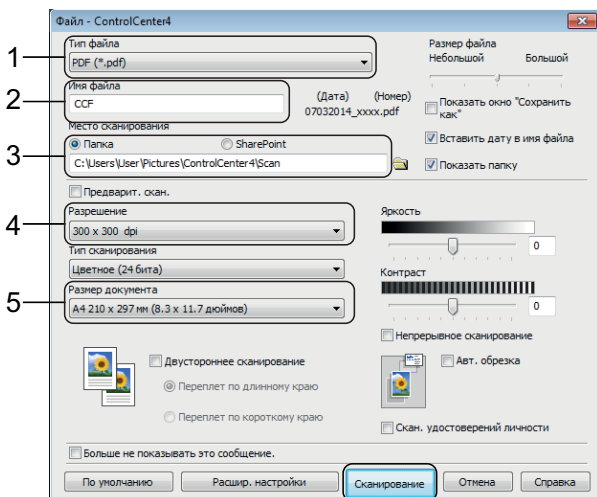 Файл - ControlCenter4
1
Тип файла
PDF (*.pdf)
Размер файла
Небольшой Большой
2
Имя файла
CCF
(Дата) (Номер)
07032014_xxxx.pdf
Показать окно "Сохранить как"
Место сканирования
Вставить дату в имя файла
3
Папка SharePoint
C:\Users\User\Pictures\ControlCenter4\Scan
Показать папку
Предварит. скан.
4
Разрешение
300 x 300 dpi
Яркость
0
Тип сканирования
Цветное (24 бита)
Контраст
5
Размер документа
A4 210 x 297 мм (8.3 x 11.7 дюймов)
0
Непрерывное сканирование
Двустороннее сканирование
Авт. обрезка
Переплет по длинному краю
Переплет по короткому краю
Скан. удостоверений личности
Больше не показывать это сообщение.
По умолчанию Расшир. настройки Сканирование Отмена Справка